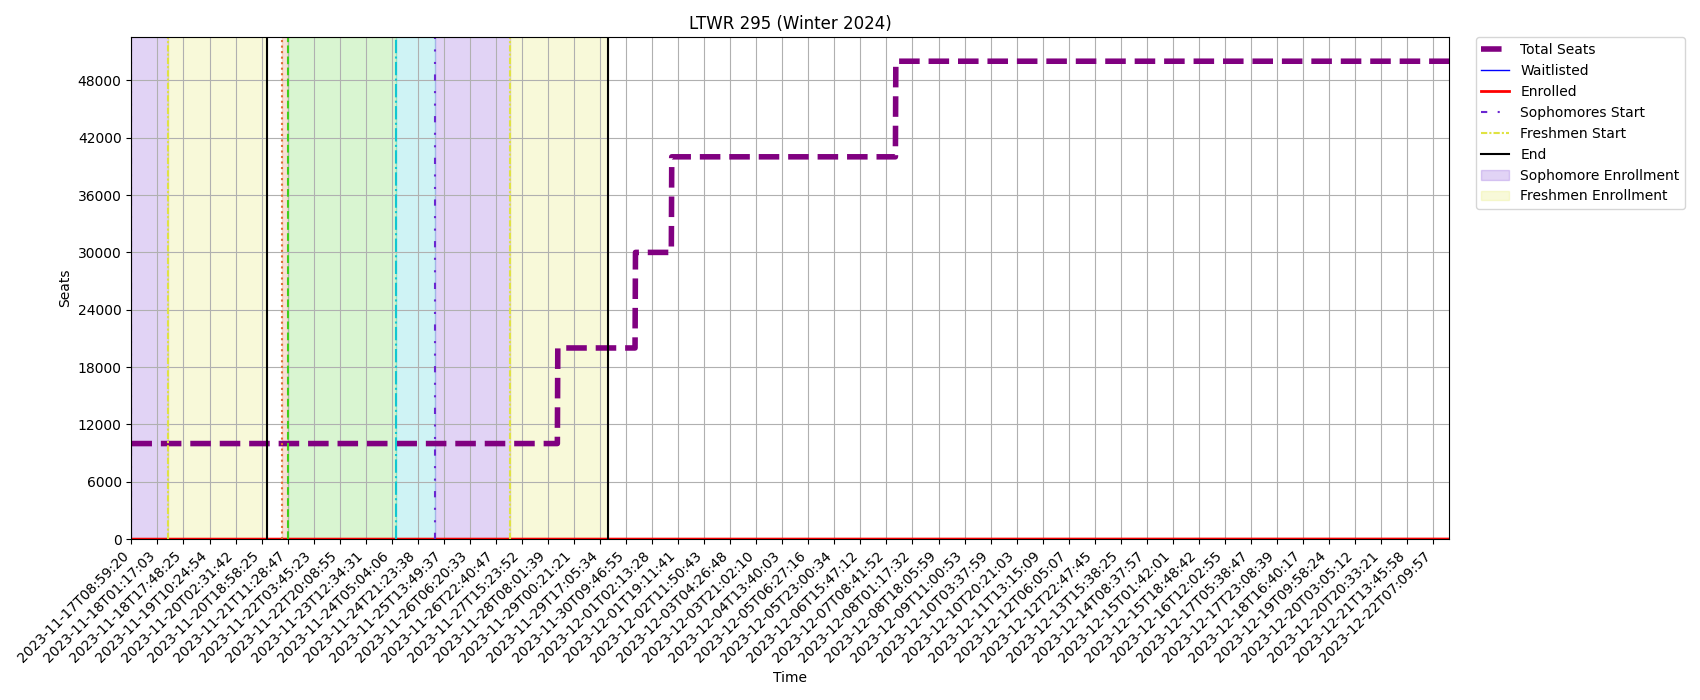 LTWR 295 (Winter 2024)
Total Seats
Waitlisted
Enrolled
Sophomores Start
Freshmen Start
End
Sophomore Enrollment
Freshmen Enrollment
Seats
48000
42000
36000
30000
24000
18000
12000
6000
0
2023-11-17T08:59:20
2023-11-18T01:17:03
2023-11-18T17:48:25
2023-11-19T10:24:54
2023-11-20T02:31:42
2023-11-20T18:58:25
2023-11-21T11:28:47
2023-11-22T03:45:23
2023-11-22T20:08:55
2023-11-23T12:34:31
2023-11-24T05:04:06
2023-11-24T21:23:38
2023-11-25T13:49:37
2023-11-26T06:20:33
2023-11-26T22:40:47
2023-11-27T15:23:52
2023-11-28T08:01:39
2023-11-29T00:21:21
2023-11-29T17:05:34
2023-11-30T09:46:55
2023-12-01T02:13:28
2023-12-01T19:11:41
2023-12-02T11:50:43
2023-12-03T04:26:48
2023-12-03T21:02:10
2023-12-04T13:40:03
2023-12-05T06:27:16
2023-12-05T23:00:34
2023-12-06T15:47:12
2023-12-07T08:41:52
2023-12-08T01:17:32
2023-12-08T18:05:59
2023-12-09T11:00:53
2023-12-10T03:37:59
2023-12-10T20:21:03
2023-12-11T13:15:09
2023-12-12T06:05:07
2023-12-12T22:47:45
2023-12-13T15:38:25
2023-12-14T08:37:57
2023-12-15T01:42:01
2023-12-15T18:48:42
2023-12-16T12:02:55
2023-12-17T05:38:47
2023-12-17T23:08:39
2023-12-18T16:40:17
2023-12-19T09:58:24
2023-12-20T03:05:12
2023-12-20T20:33:21
2023-12-21T13:45:58
2023-12-22T07:09:57
Time